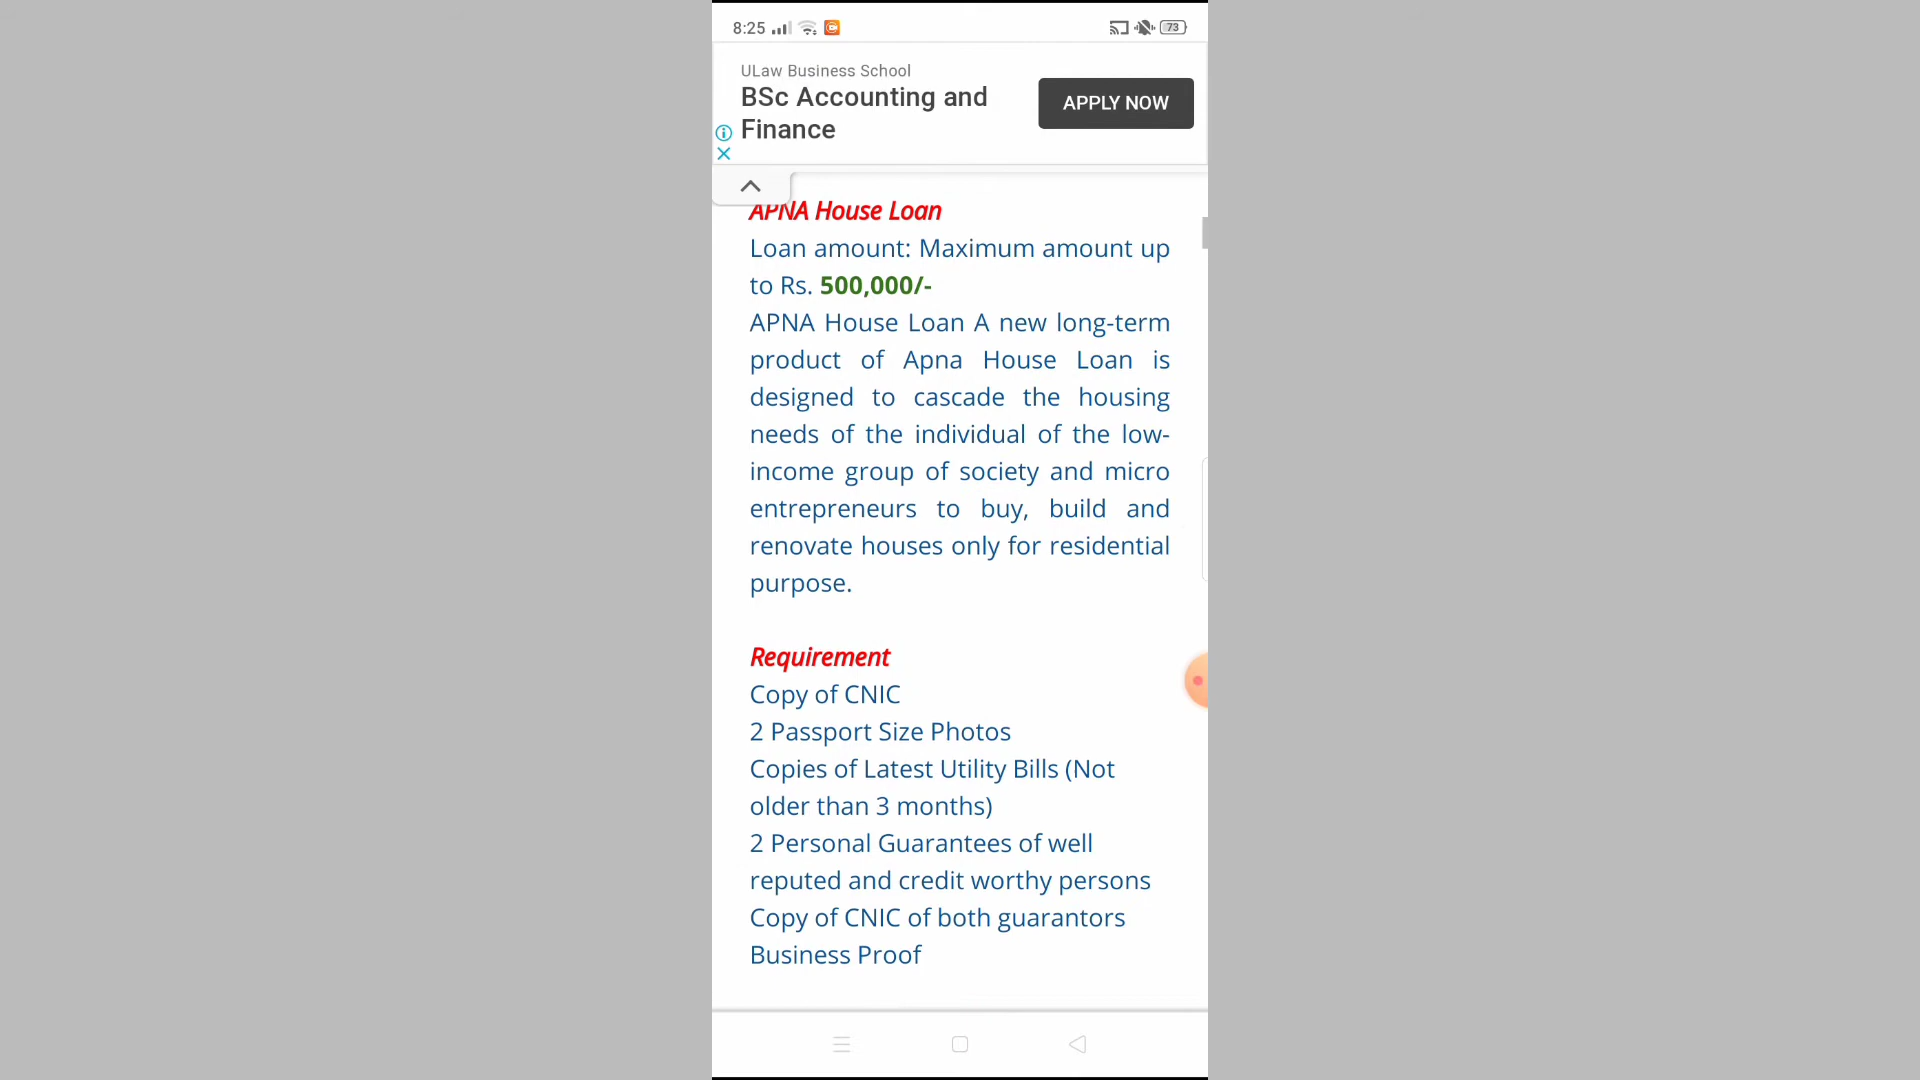 8:25
73
ULaw Business School
BSc Accounting and
Finance
APPLY NOW
APNA House Loan
Loan amount: Maximum amount up
to Rs. 500,000/-
APNA House Loan A new long-term
product of Apna House Loan is
designed to cascade the housing
needs of the individual of the low-
income group of society and micro
entrepreneurs to buy, build and
renovate houses only for residential
purpose.
Requirement
Copy of CNIC
2 Passport Size Photos
Copies of Latest Utility Bills (Not
older than 3 months)
2 Personal Guarantees of well
reputed and credit worthy persons
Copy of CNIC of both guarantors
Business Proof